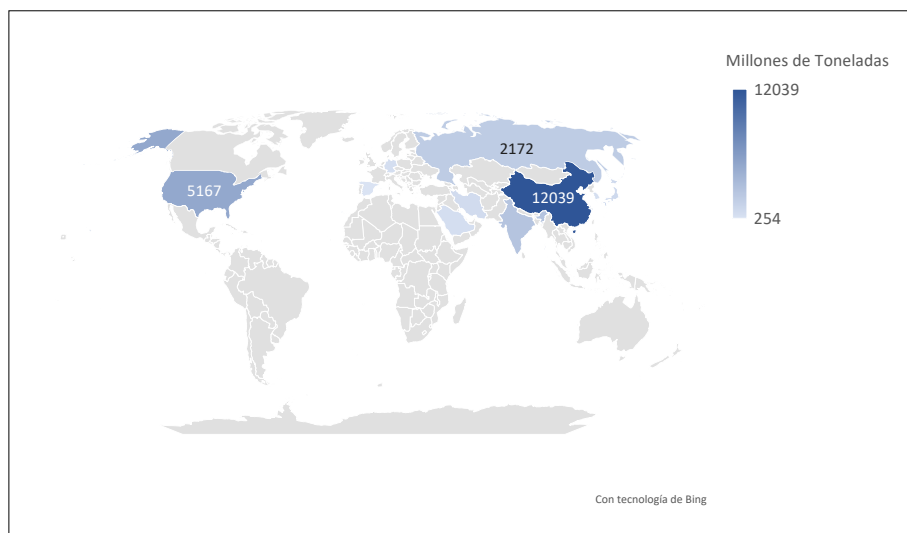 Millones de Toneladas
12039
254
2172
5167
12039
Con tecnología de Bing